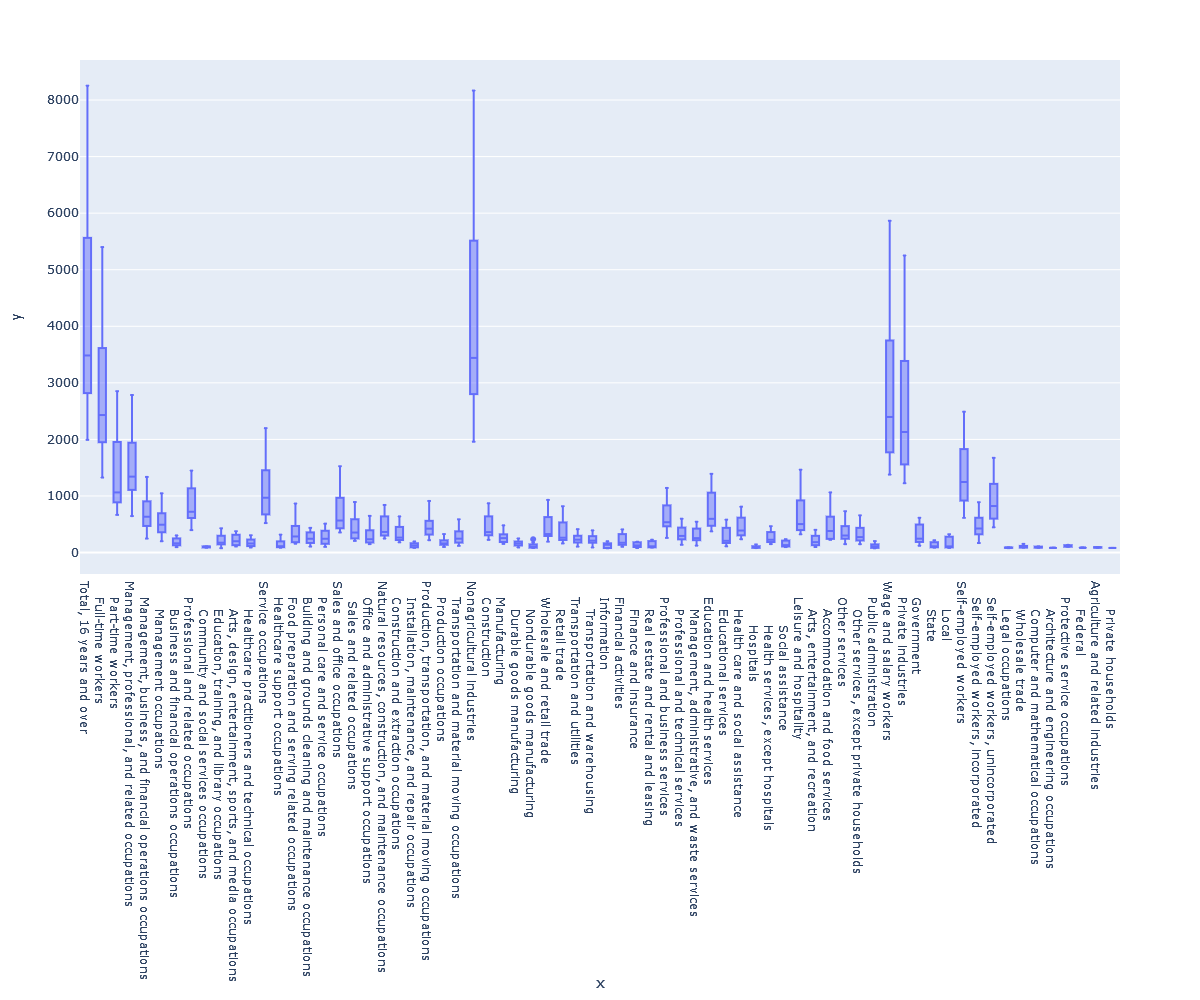 8000
7000
6000
5000
4000
3000
2000
1000
0
y
Total, 16 years and over
Full-time workers
Part-time workers
Management, professional, and related occupations
Management, business, and financial operations occupations
Management occupations
Business and financial operations occupations
Professional and related occupations
Community and social services occupations
Education, training, and library occupations
Arts, design, entertainment, sports, and media occupations
Healthcare practitioners and technical occupations
Service occupations
Healthcare support occupations
Food preparation and serving related occupations
Building and grounds cleaning and maintenance occupations
Personal care and service occupations
Sales and office occupations
Sales and related occupations
Office and administrative support occupations
Natural resources, construction, and maintenance occupations
Construction and extraction occupations
Installation, maintenance, and repair occupations
Production, transportation, and material moving occupations
Production occupations
Transportation and material moving occupations
Nonagricultural industries
Construction
Manufacturing
Durable goods manufacturing
Nondurable goods manufacturing
Wholesale and retail trade
Retail trade
Transportation and utilities
Transportation and warehousing
Information
Financial activities
Finance and insurance
Real estate and rental and leasing
Professional and business services
Professional and technical services
Management, administrative, and waste services
Education and health services
Educational services
Health care and social assistance
Hospitals
Health services, except hospitals
Social assistance
Leisure and hospitality
Arts, entertainment, and recreation
Accommodation and food services
Other services
Other services, except private households
Public administration
Wage and salary workers
Private industries
Government
State
Local
Self-employed workers
Self-employed workers, incorporated
Self-employed workers, unincorporated
Legal occupations
Wholesale trade
Computer and mathematical occupations
Architecture and engineering occupations
Protective service occupations
Federal
Agriculture and related industries
Private households
x